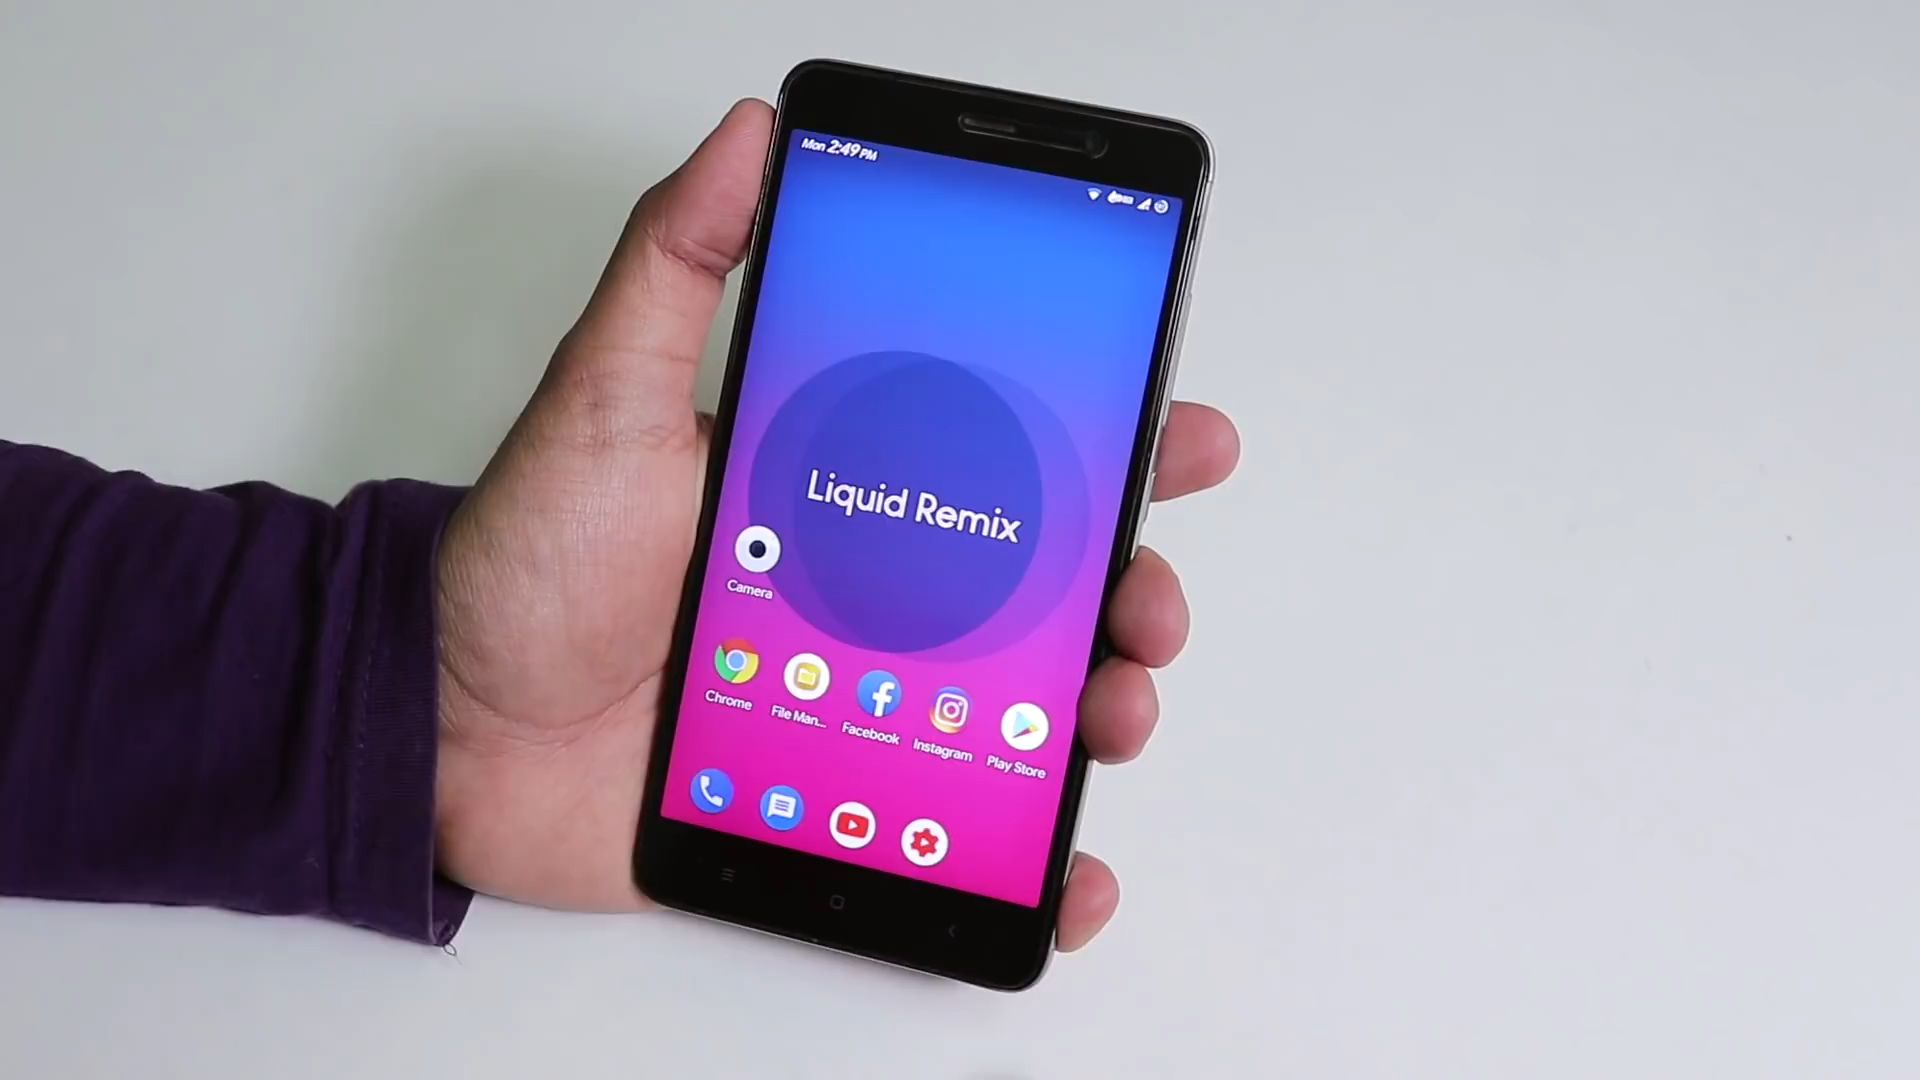 Mon 2:49 PM
Liquid Remix
Camera
Chrome
File Man...
Facebook
Instagram
Play Store